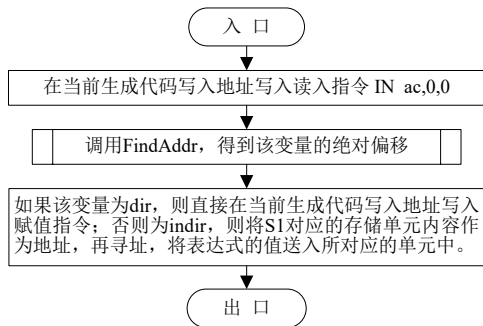 入 口
在当前生成代码写入地址写入读入指令 IN ac,0,0
调用FindAddr，得到该变量的绝对偏移
如果该变量为dir，则直接在当前生成代码写入地址写入
赋值指令；否则为indir，则将S1对应的存储单元内容作
为地址，再寻址，将表达式的值送入所对应的单元中。
出 口